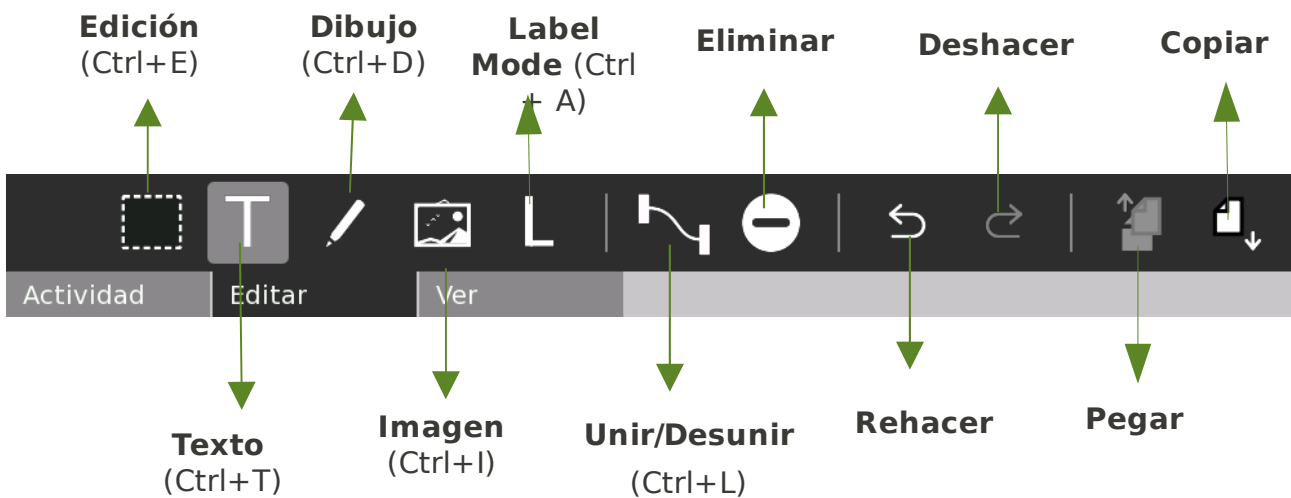 Edición
(Ctrl+E)
Dibujo
(Ctrl+D)
Label
Mode (Ctrl
+ A)
Eliminar
Deshacer
Copiar
T
L
Actividad
Editar
Ver
Texto
(Ctrl+T)
Imagen
(Ctrl+I)
Unir/Desunir
(Ctrl+L)
Rehacer
Pegar